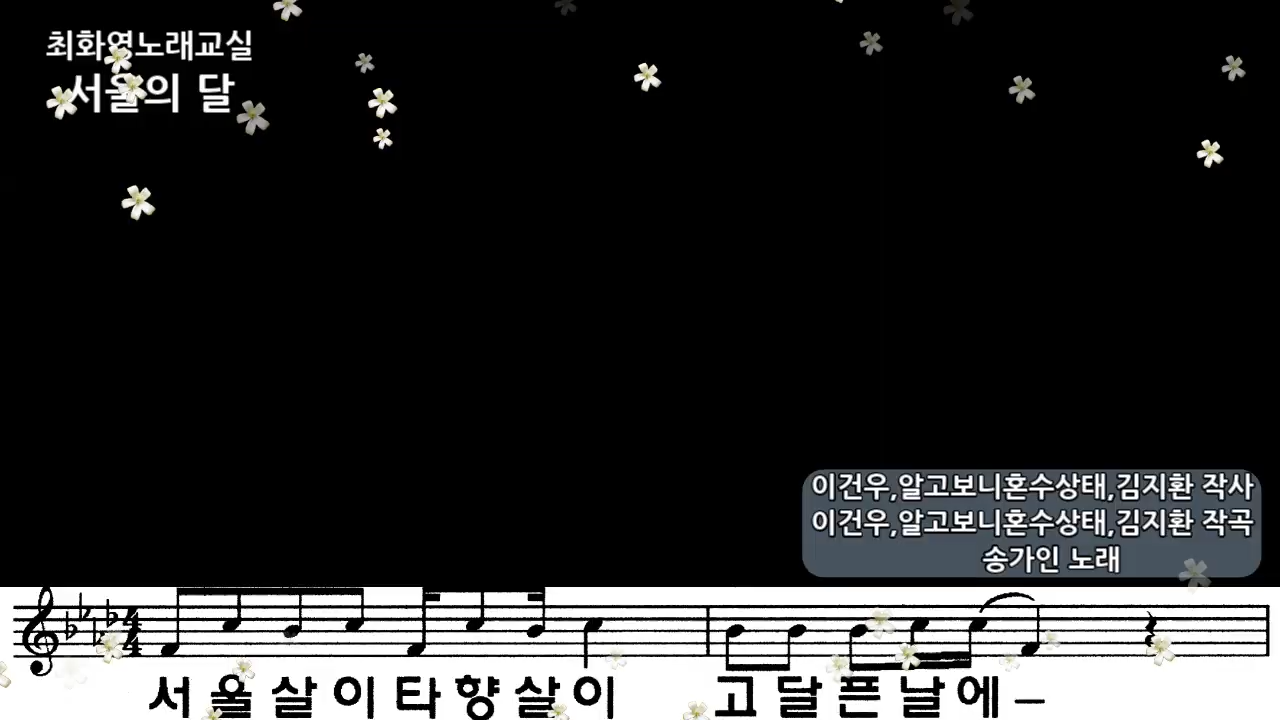 최화영노래교실
서울의 달
이건우,알고보니혼수상태,김지환 작사
이건우,알고보니혼수상태,김지환 작곡
송가인 노래
서울살이타향살이 고달픈날에–